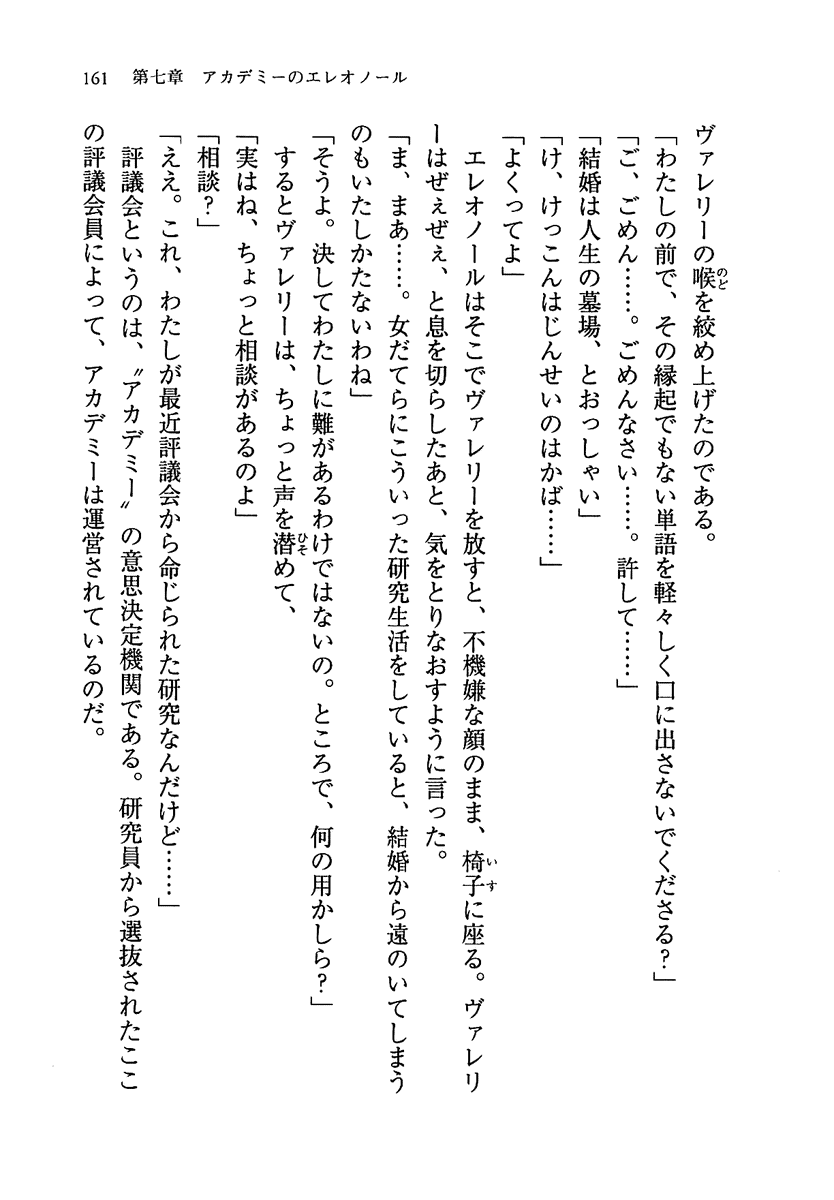 161　第七章　アカデミーのエレオノール
ヴァレリーの喉を絞め上げたのである。
「わたしの前で、その縁起でもない単語を軽々しく口に出さないでくださる？」
「ご、ごめん……。ごめんなさい……。許して……」
「結婚は人生の墓場、とおっしゃい」
「け、けっこんはじんせいのはかば……」
「よくってよ」
　エレオノールはそこでヴァレリーを放すと、不機嫌な顔のまま、椅子に座る。ヴァレリ
ーはぜぇぜぇ、と息を切らしたあと、気をとりなおすように言った。
「ま、まあ……。女だてらにこういった研究生活をしていると、結婚から遠のいてしまう
のもいたしかたないわね」
「そうよ。決してわたしに難があるわけではないの。ところで、何の用かしら？」
　するとヴァレリーは、ちょっと声を潜めて、
「実はね、ちょっと相談があるのよ」
「相談？」
「ええ。これ、わたしが最近評議会から命じられた研究なんだけど……」
　評議会というのは、〝アカデミー〟の意思決定機関である。研究員から選抜されたここ
の評議会員によって、アカデミーは運営されているのだ。